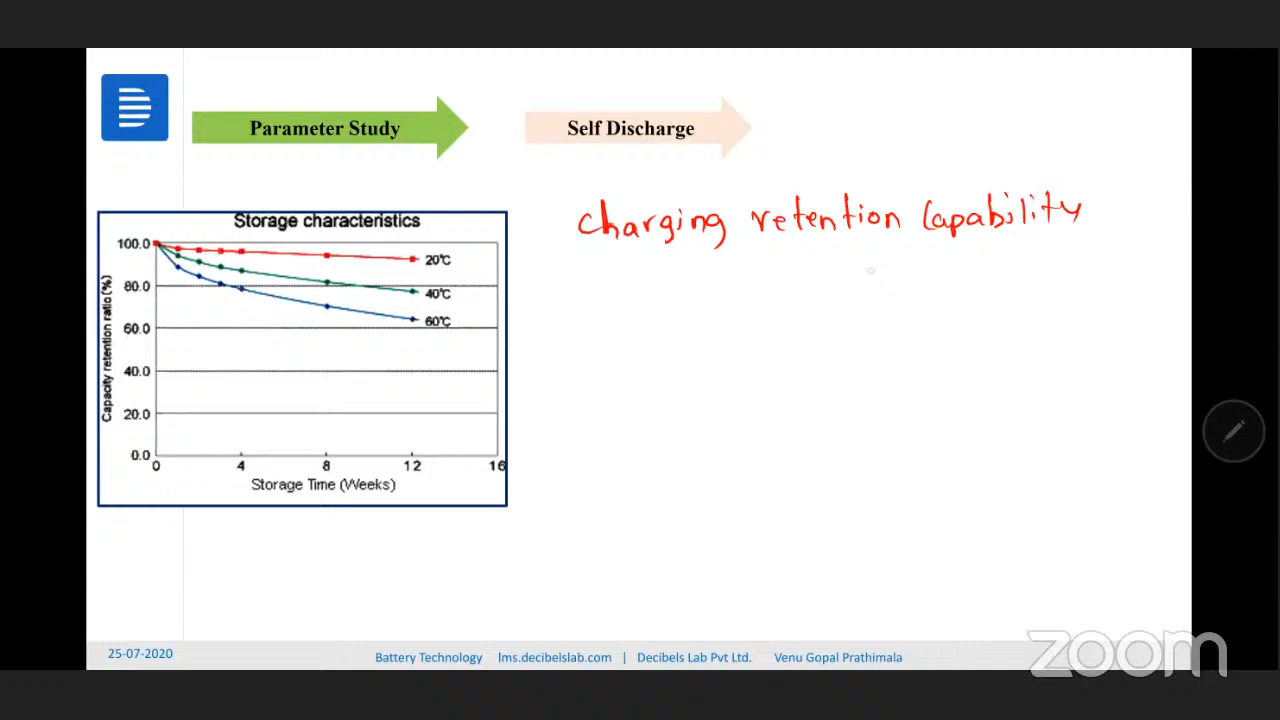 Parameter Study
Self Discharge
charging retention Capability
Storage characteristics
Capacity retention ratio(%)
100.0
80.0
60.0
40.0
20.0
0.0
20℃
40℃
60℃
0 4 8 12 16
Storage Time (Weeks)
25-07-2020
Battery Technology lms.decibelslab.com | Decibels Lab Pvt Ltd. Venu Gopal Prathimala
zoom